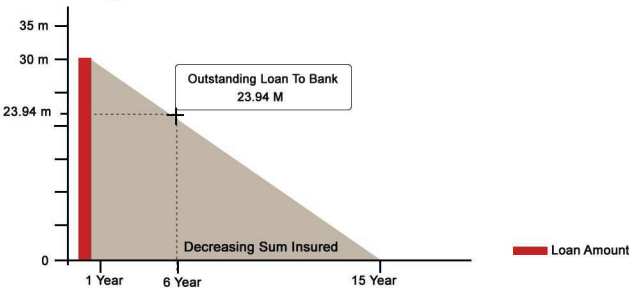 35 m
30 m
Outstanding Loan To Bank
23.94 M
23.94 m
Decreasing Sum Insured
Loan Amount
0
1 Year
6 Year
15 Year